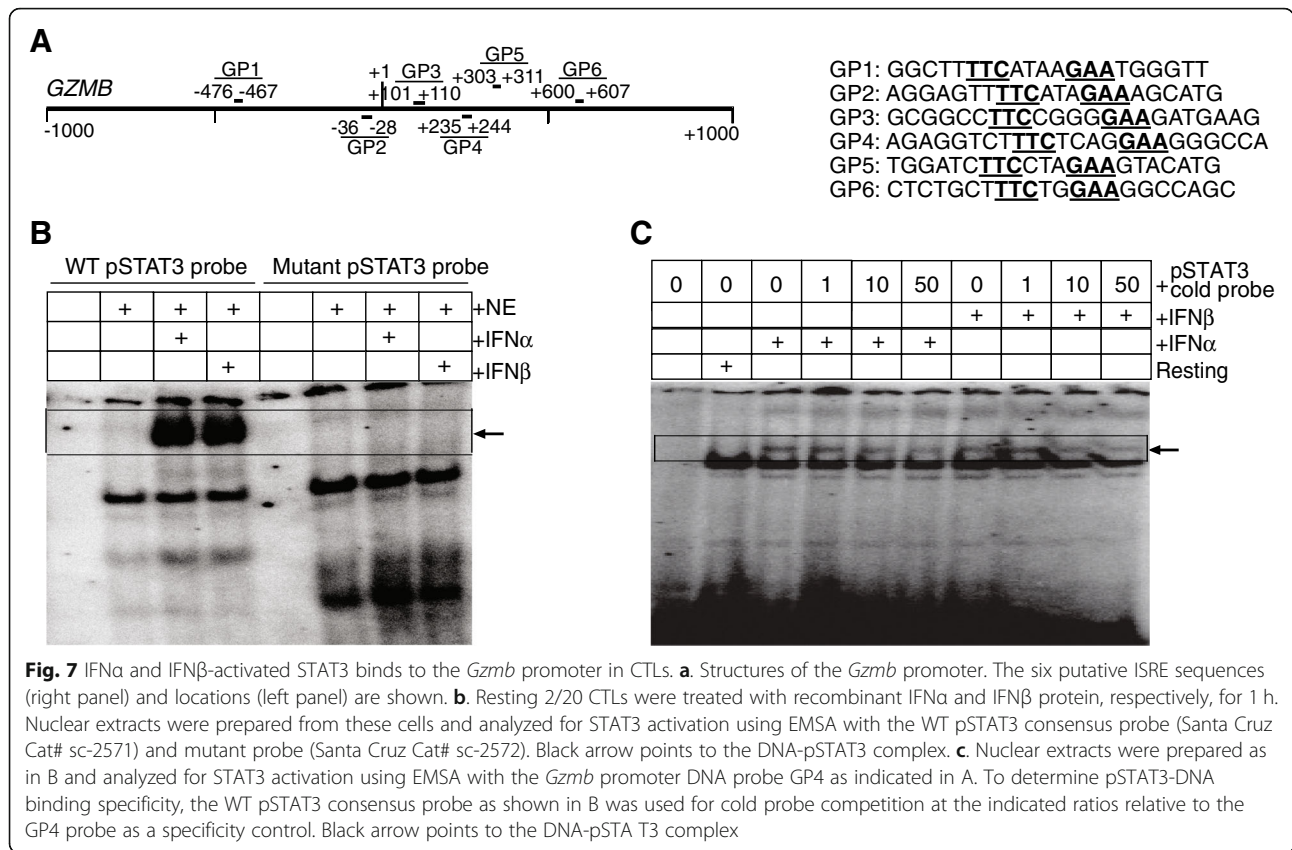 A
GP1
-476 -467
GZMB
+1
GP3
+101 +110
GP5
+303 +311
GP6
+600 +607
-1000
-36 -28
GP2
+235 +244
GP4
+1000
GP1: GGCTTTTCATAAGAATGGGTT
GP2: AGGAGTTTTCATAGAAAGCATG
GP3: GCGGCCTTCCGGGGAAGATGAAG
GP4: AGAGGTCTTTCTCAGGAAGGGCCA
GP5: TGGATCTTCCTAGAAGTACATG
GP6: CTCTGCTTTCTGGAAGGCCAGC
B
WT pSTAT3 probe Mutant pSTAT3 probe
+ + + + + + +NE
+ + +IFNα
+ + +IFNβ
C
0 0 0 1 10 50 0 1 10 50 + pSTAT3 cold probe
+ + + + +IFNβ
+ + + + +IFNα
+ Resting
Fig. 7 IFNα and IFNβ-activated STAT3 binds to the Gzmb promoter in CTLs. a. Structures of the Gzmb promoter. The six putative ISRE sequences
(right panel) and locations (left panel) are shown. b. Resting 2/20 CTLs were treated with recombinant IFNα and IFNβ protein, respectively, for 1 h.
Nuclear extracts were prepared from these cells and analyzed for STAT3 activation using EMSA with the WT pSTAT3 consensus probe (Santa Cruz
Cat# sc-2571) and mutant probe (Santa Cruz Cat# sc-2572). Black arrow points to the DNA-pSTAT3 complex. c. Nuclear extracts were prepared as
in B and analyzed for STAT3 activation using EMSA with the Gzmb promoter DNA probe GP4 as indicated in A. To determine pSTAT3-DNA
binding specificity, the WT pSTAT3 consensus probe as shown in B was used for cold probe competition at the indicated ratios relative to the
GP4 probe as a specificity control. Black arrow points to the DNA-pSTA T3 complex